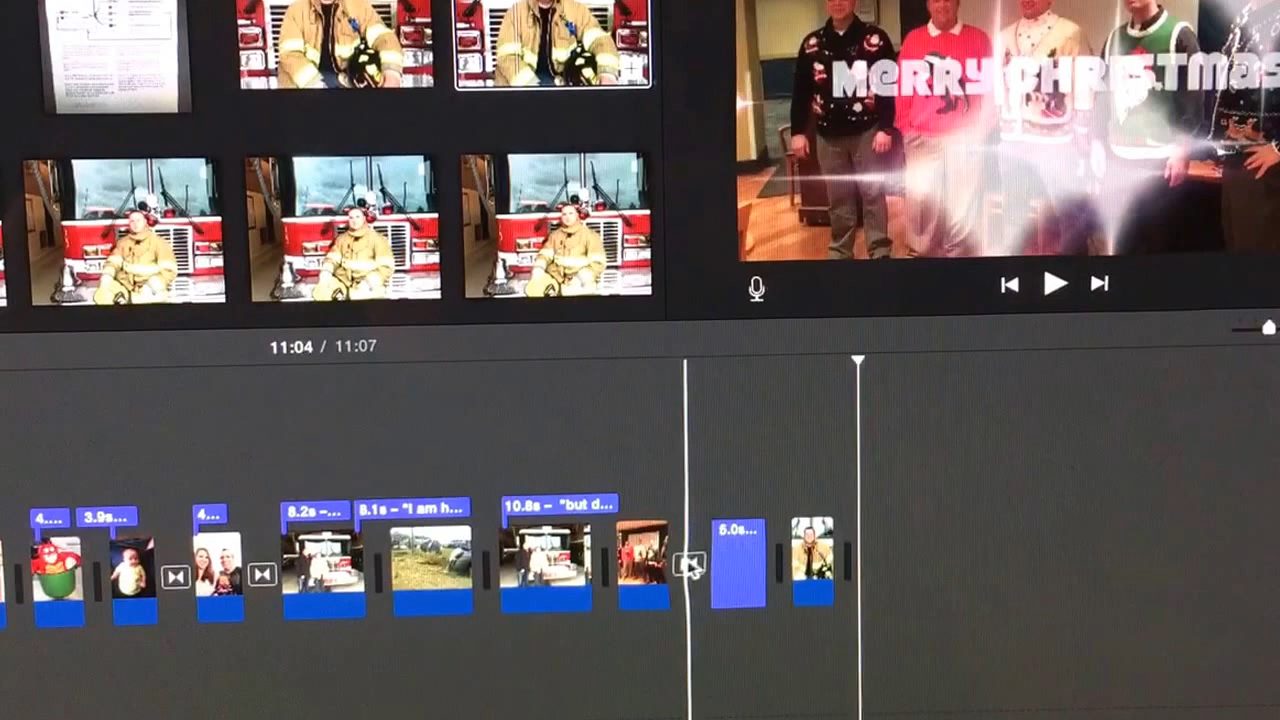 MERRY CHRISTMAS
11:04 / 11:07
4.... 3.9s... 4... 8.2s –... 8.1s – "I am h... 10.8s – "but d...
5.0s...